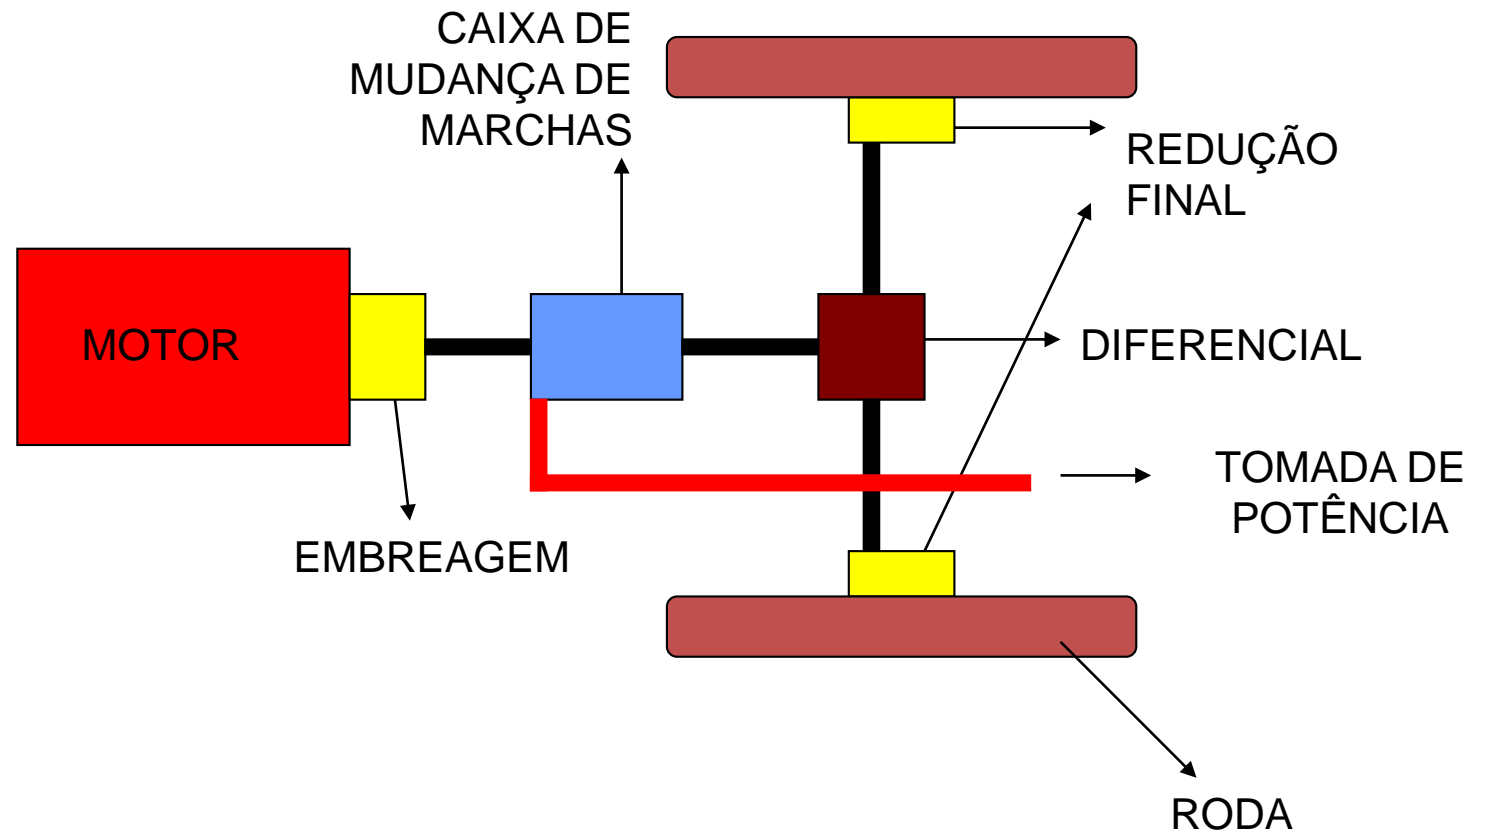 CAIXA DE
MUDANÇA DE
MARCHAS
REDUÇÃO
FINAL
MOTOR
DIFERENCIAL
TOMADA DE
POTÊNCIA
EMBREAGEM
RODA